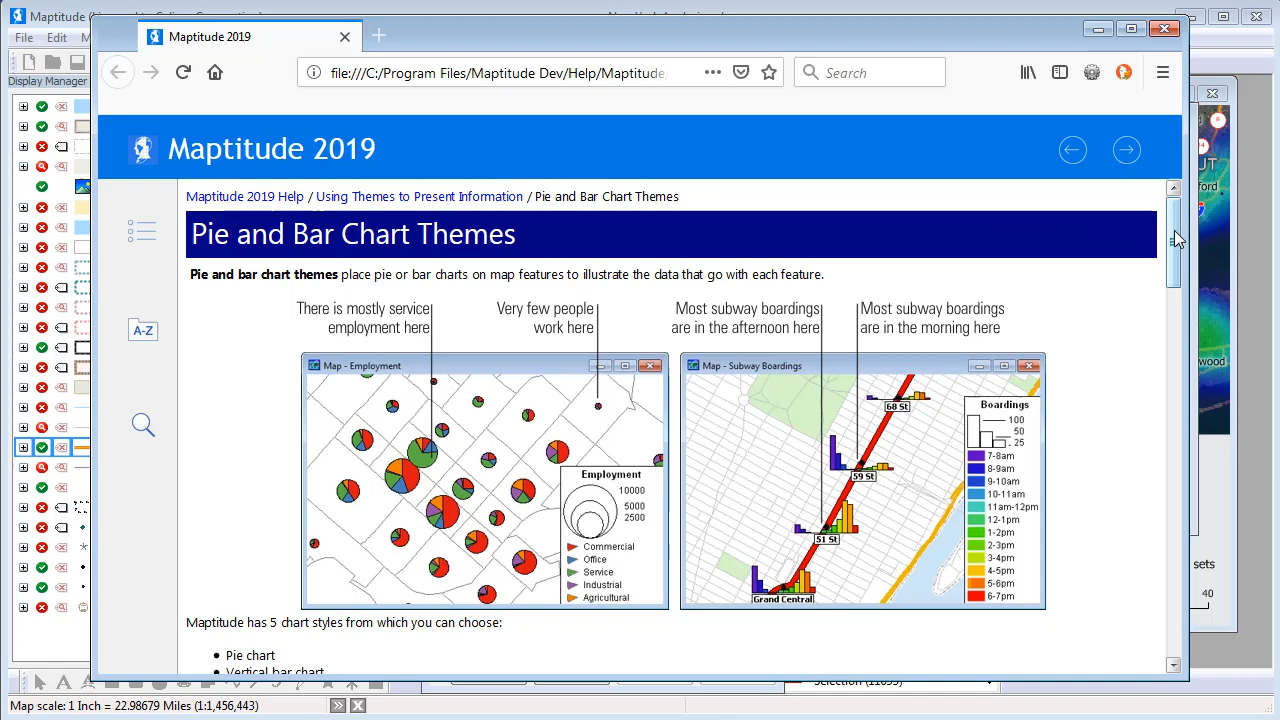 Maptitude 2019
File Edit M
file:///C:/Program Files/Maptitude Dev/Help/Maptitude
Search
Display Manager
Maptitude 2019
Maptitude 2019 Help / Using Themes to Present Information / Pie and Bar Chart Themes
Pie and Bar Chart Themes
Pie and bar chart themes place pie or bar charts on map features to illustrate the data that go with each feature.
There is mostly service
employment here
Very few people
work here
Most subway boardings
are in the afternoon here
Most subway boardings
are in the morning here
A-Z
Map - Employment
Employment
10000
5000
2500
Commercial
Office
Service
Industrial
Agricultural
Map - Subway Boardings
68 St
59 St
51 St
Grand Central
Boardings
100
50
25
7-8am
8-9am
9-10am
10-11am
11am-12pm
12-1pm
1-2pm
2-3pm
3-4pm
4-5pm
5-6pm
6-7pm
Maptitude has 5 chart styles from which you can choose:
• Pie chart
• Vertical bar chart
sets
40
Map scale: 1 Inch = 22.98679 Miles (1:1,456,443)